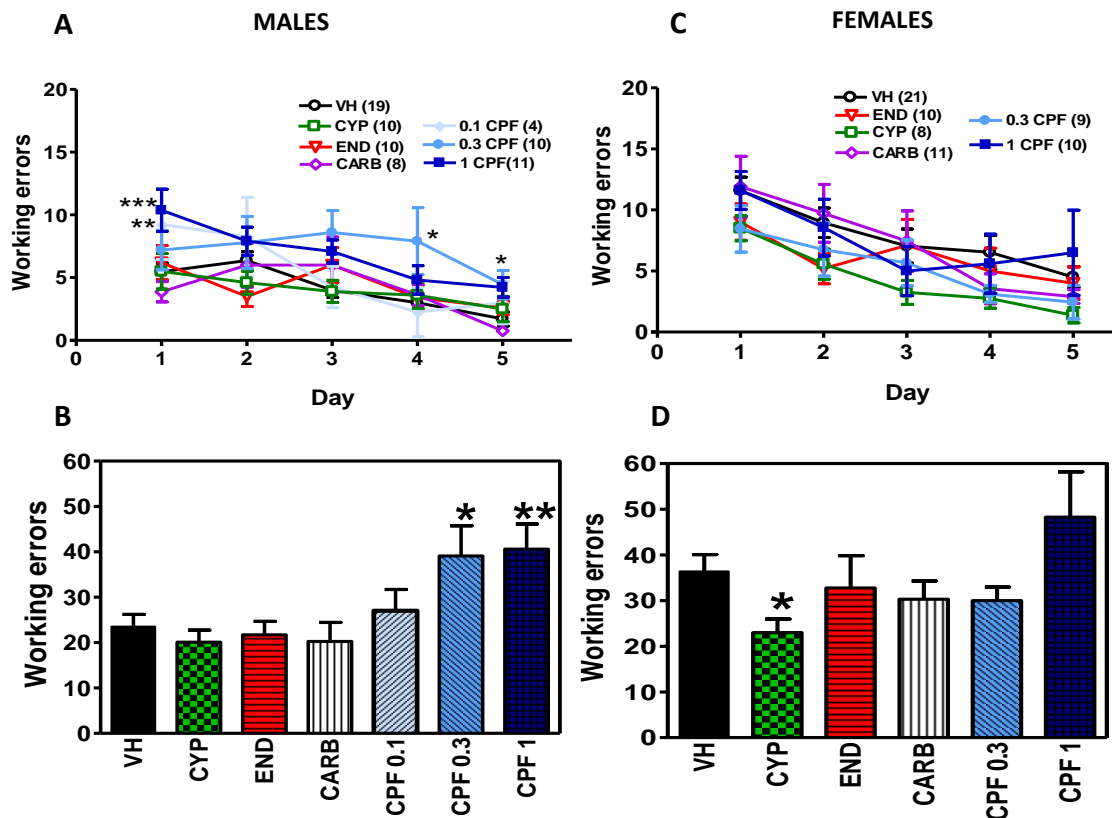 A MALES
Working errors
20
15
10
5
0
0 1 2 3 4 5
Day
VH (19)
CYP (10)
END (10)
CARB (8)
0.1 CPF (4)
0.3 CPF (10)
1 CPF(11)
***
**
*
*
C FEMALES
Working errors
20
15
10
5
0
0 1 2 3 4 5
Day
VH (21)
END (10)
CYP (8)
CARB (11)
0.3 CPF (9)
1 CPF (10)
B
Working errors
60
50
40
30
20
10
0
* **
VH CYP END CARB CPF 0.1 CPF 0.3 CPF 1
D
Working errors
60
50
40
30
20
10
0
*
VH CYP END CARB CPF 0.3 CPF 1